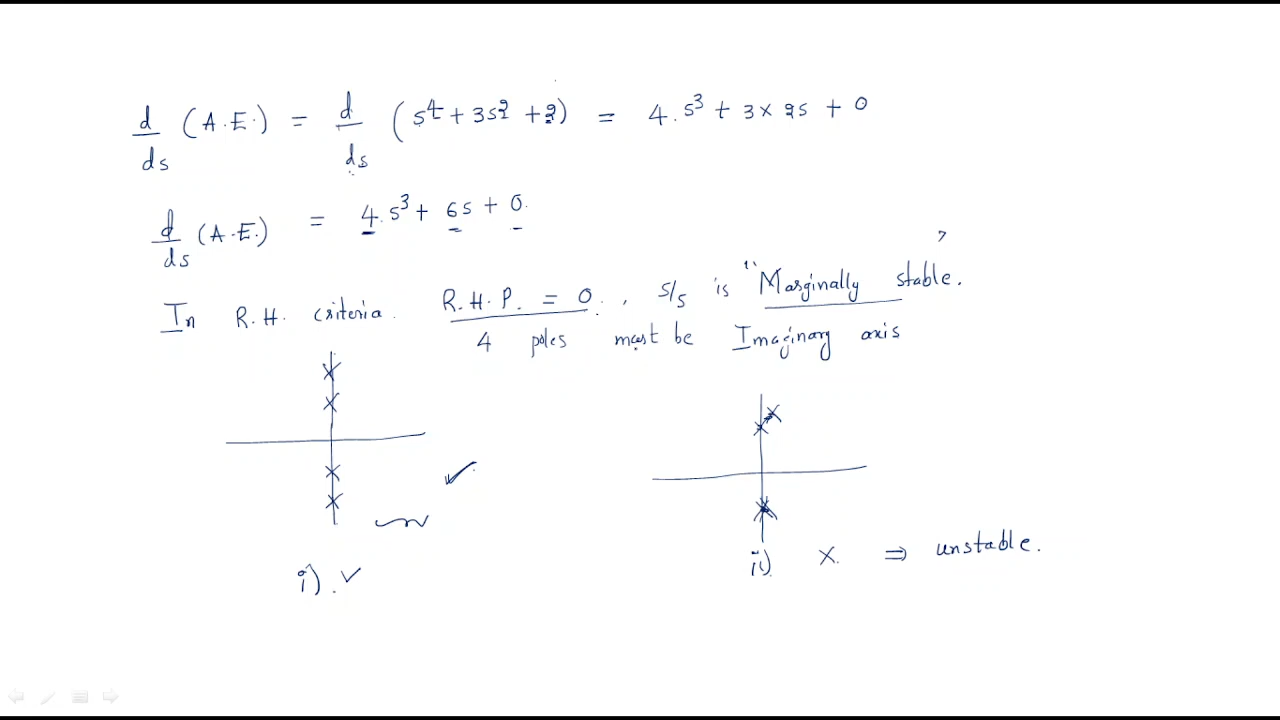 d/ds (A.E.) = d/ds (s⁴ + 3s² + 2) = 4.s³ + 3×2s + 0
d/ds (A.E.) = 4.s³ + 6s + 0.
In R.H. criteria. R.H.P. = 0., s/s is "Marginally stable.”
4 poles must be Imaginary axis
i). ✓
ii). X. ⇒ unstable.